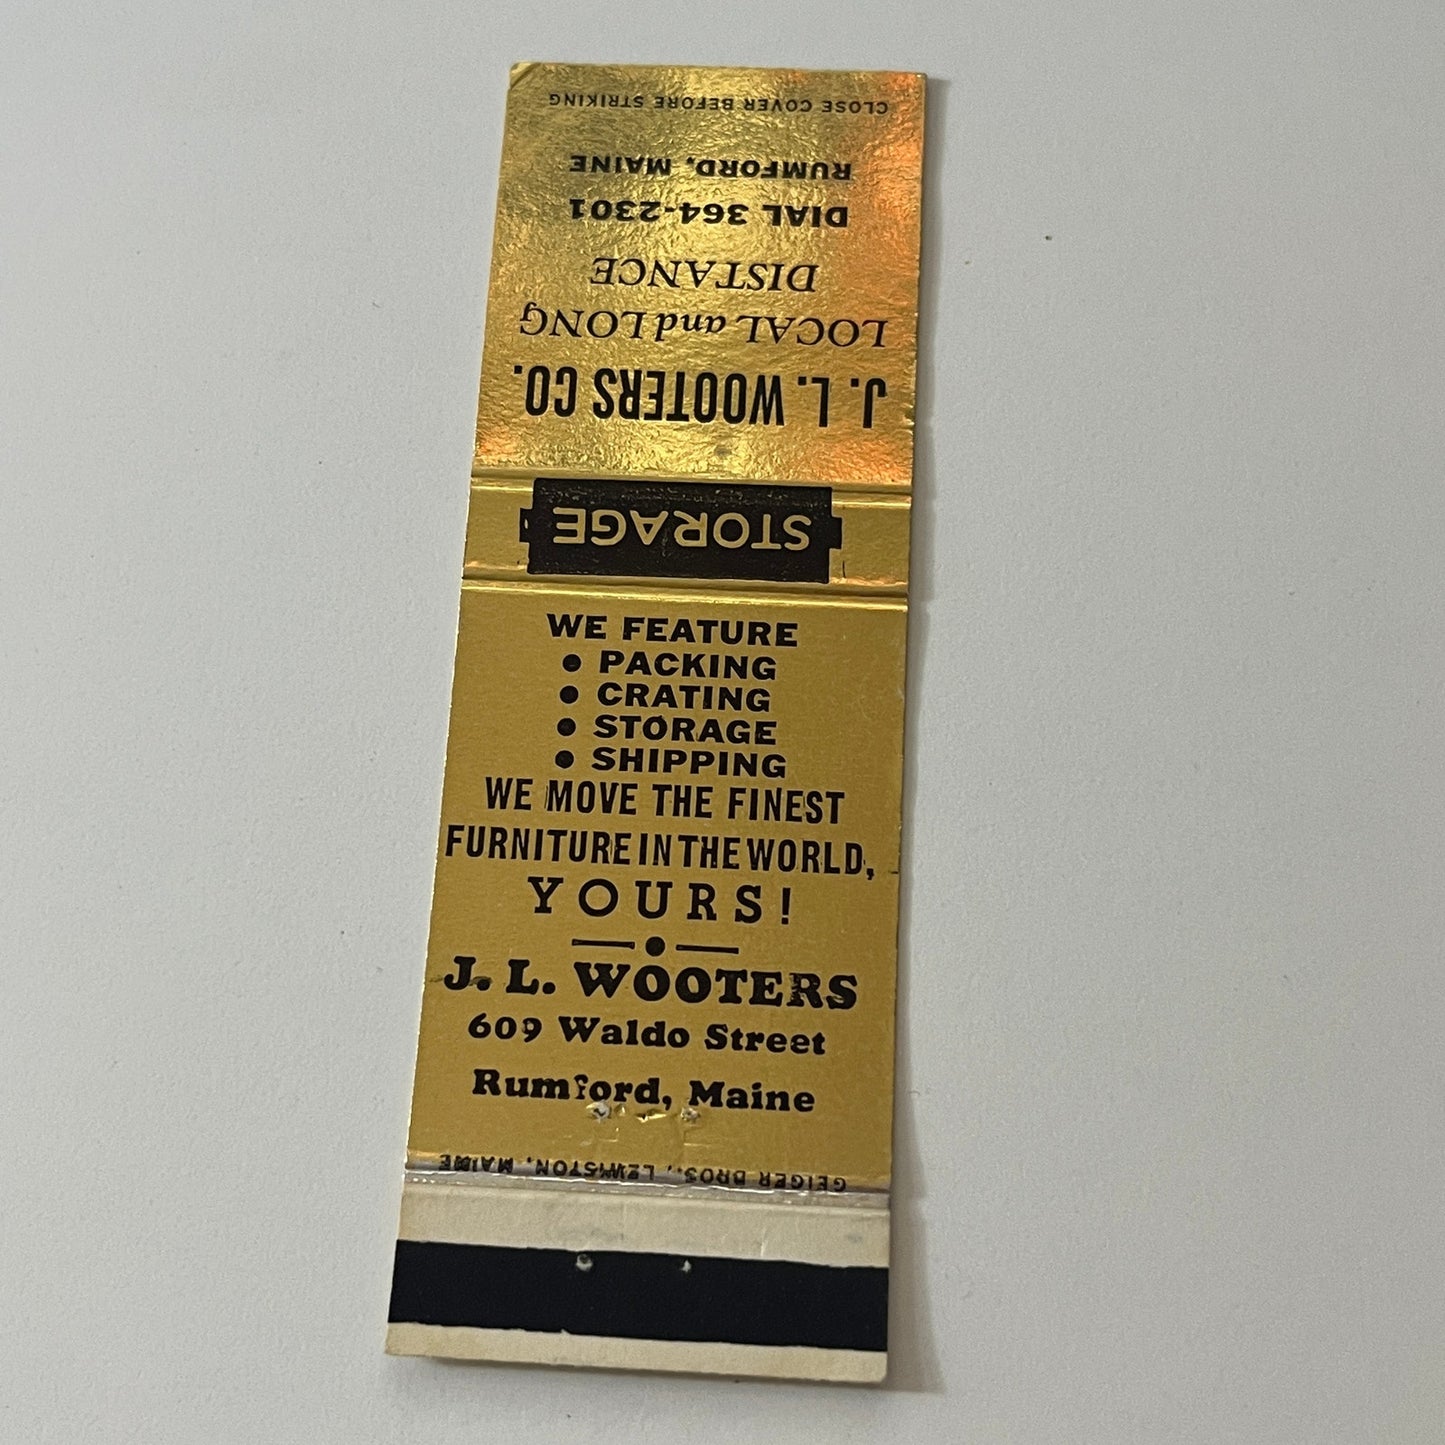 CLOSE COVER BEFORE STRIKING
RUMFORD, MAINE
DIAL 364-2301
DISTANCE
LOCAL and LONG
J. L. WOOTERS CO.
STORAGE
WE FEATURE
• PACKING
• CRATING
• STORAGE
• SHIPPING
WE MOVE THE FINEST
FURNITURE IN THE WORLD,
YOURS!
J. L. WOOTERS
609 Waldo Street
Rumford, Maine
GEIGER BROS., LEWISTON, MAINE